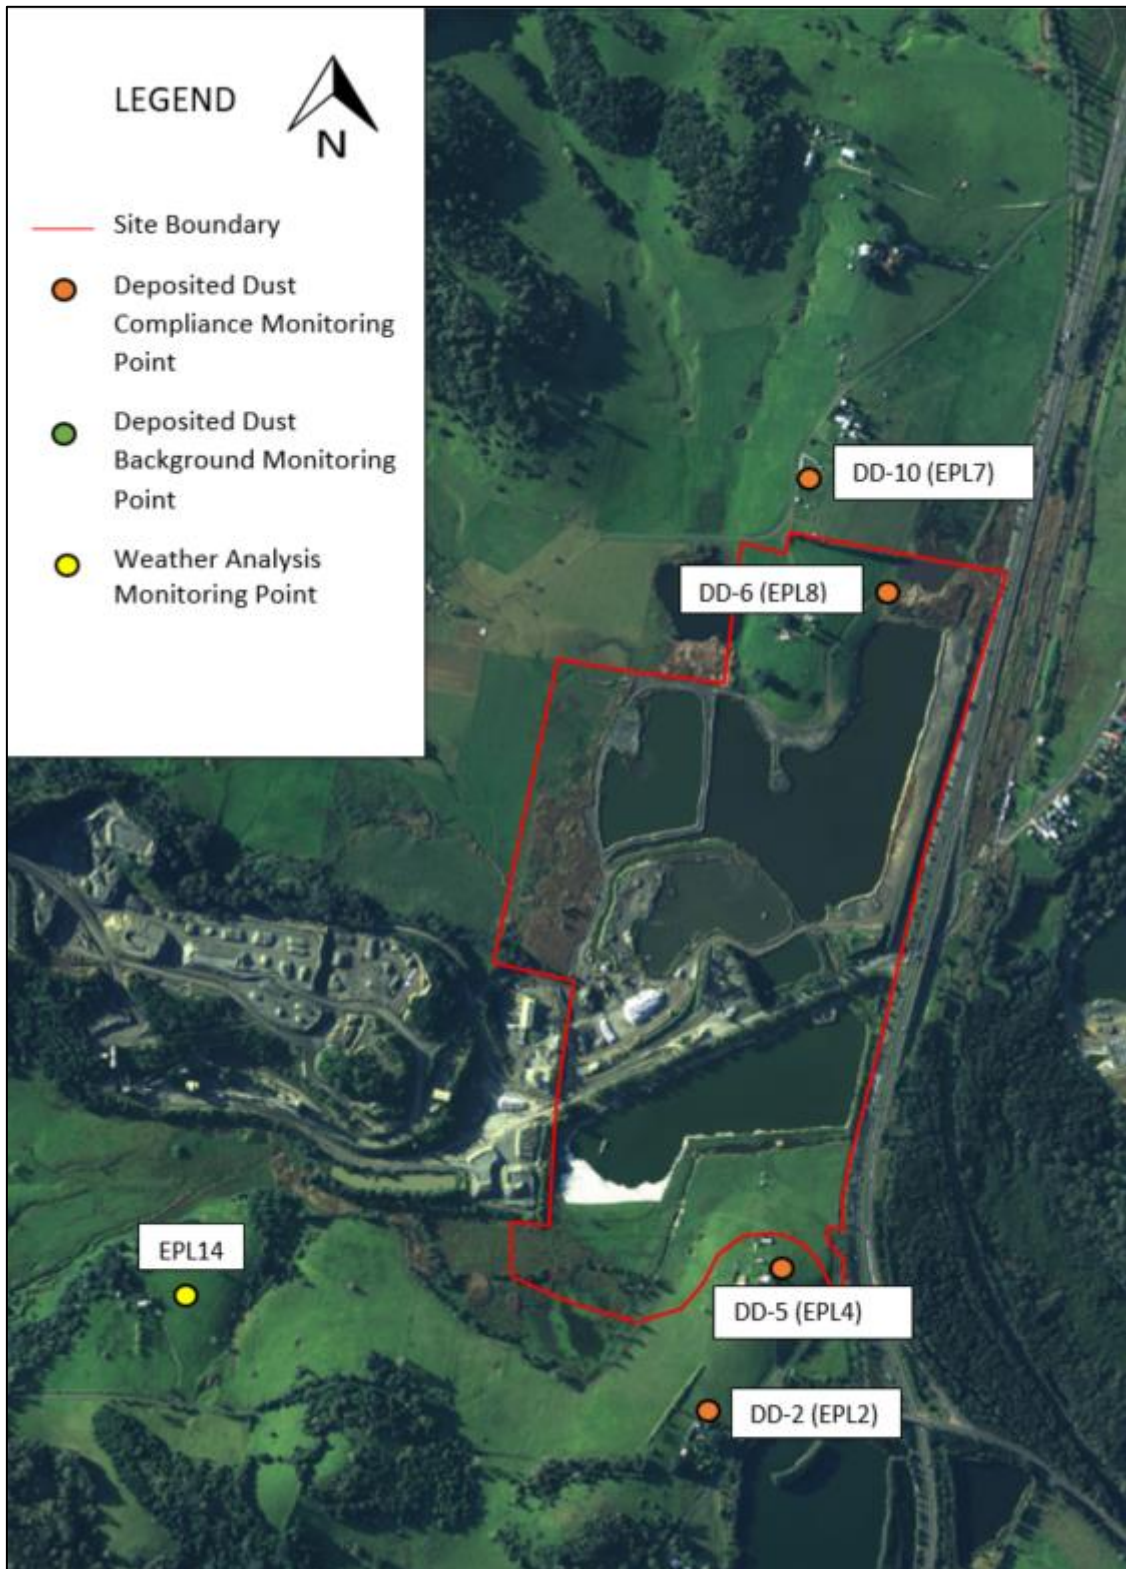 LEGEND
N
Site Boundary
Deposited Dust
Compliance Monitoring
Point
Deposited Dust
Background Monitoring
Point
Weather Analysis
Monitoring Point
DD-10 (EPL7)
DD-6 (EPL8)
EPL14
DD-5 (EPL4)
DD-2 (EPL2)